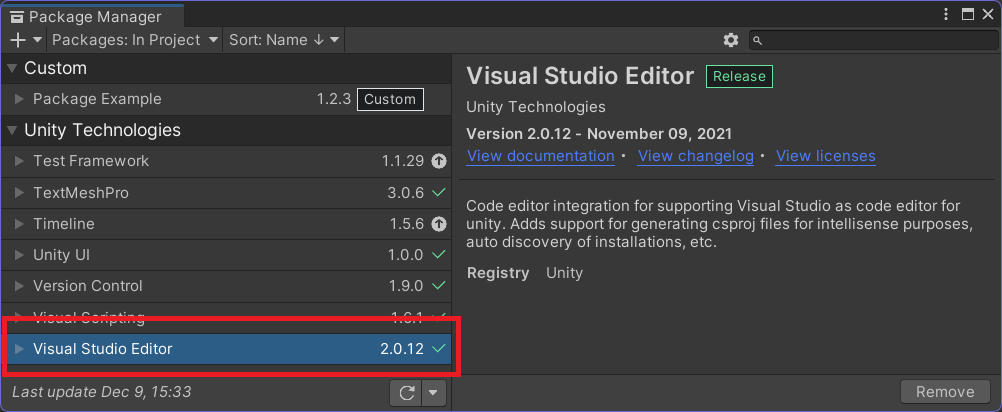 Package Manager
Packages: In Project Sort: Name ↓
Custom
Package Example 1.2.3 Custom
Unity Technologies
Test Framework 1.1.29
TextMeshPro 3.0.6
Timeline 1.5.6
Unity UI 1.0.0
Version Control 1.9.0
Visual Scripting 1.6.1
Visual Studio Editor 2.0.12
Last update Dec 9, 15:33
Visual Studio Editor Release
Unity Technologies
Version 2.0.12 - November 09, 2021
View documentation • View changelog • View licenses
Code editor integration for supporting Visual Studio as code editor for
unity. Adds support for generating csproj files for intellisense purposes,
auto discovery of installations, etc.
Registry Unity
Remove